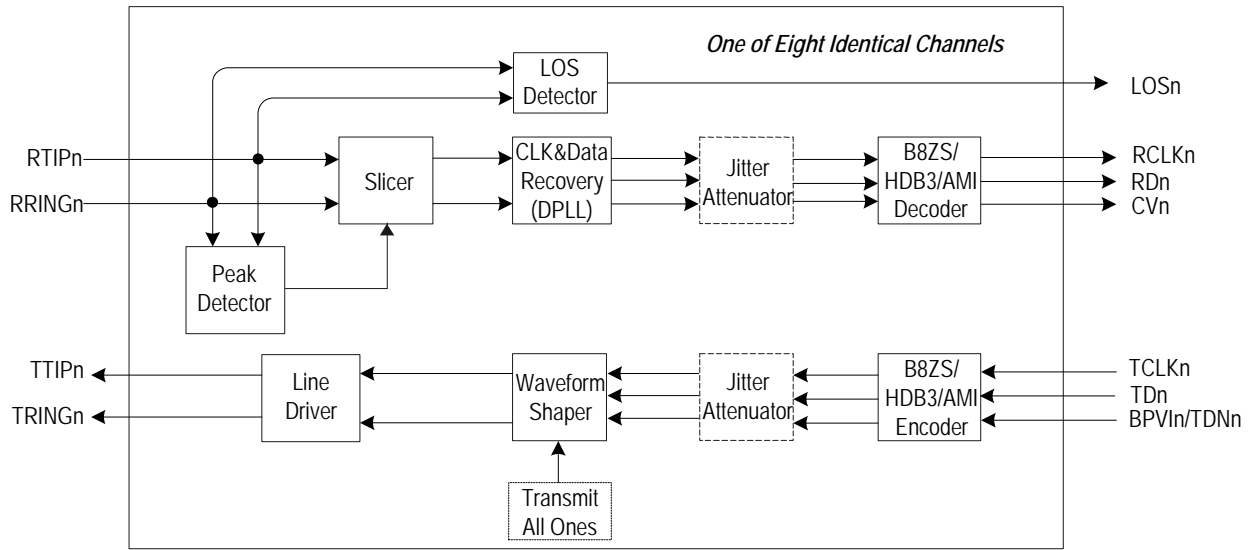 One of Eight Identical Channels
LOS
Detector
LOSn
RTIPn
RRINGn
Slicer
CLK&Data
Recovery
(DPLL)
Jitter
Attenuator
B8ZS/
HDB3/AMI
Decoder
RCLKn
RDn
CVn
Peak
Detector
TTIPn
TRINGn
Line
Driver
Waveform
Shaper
Jitter
Attenuator
B8ZS/
HDB3/AMI
Encoder
TCLKn
TDn
BPVIn/TDNn
Transmit
All Ones